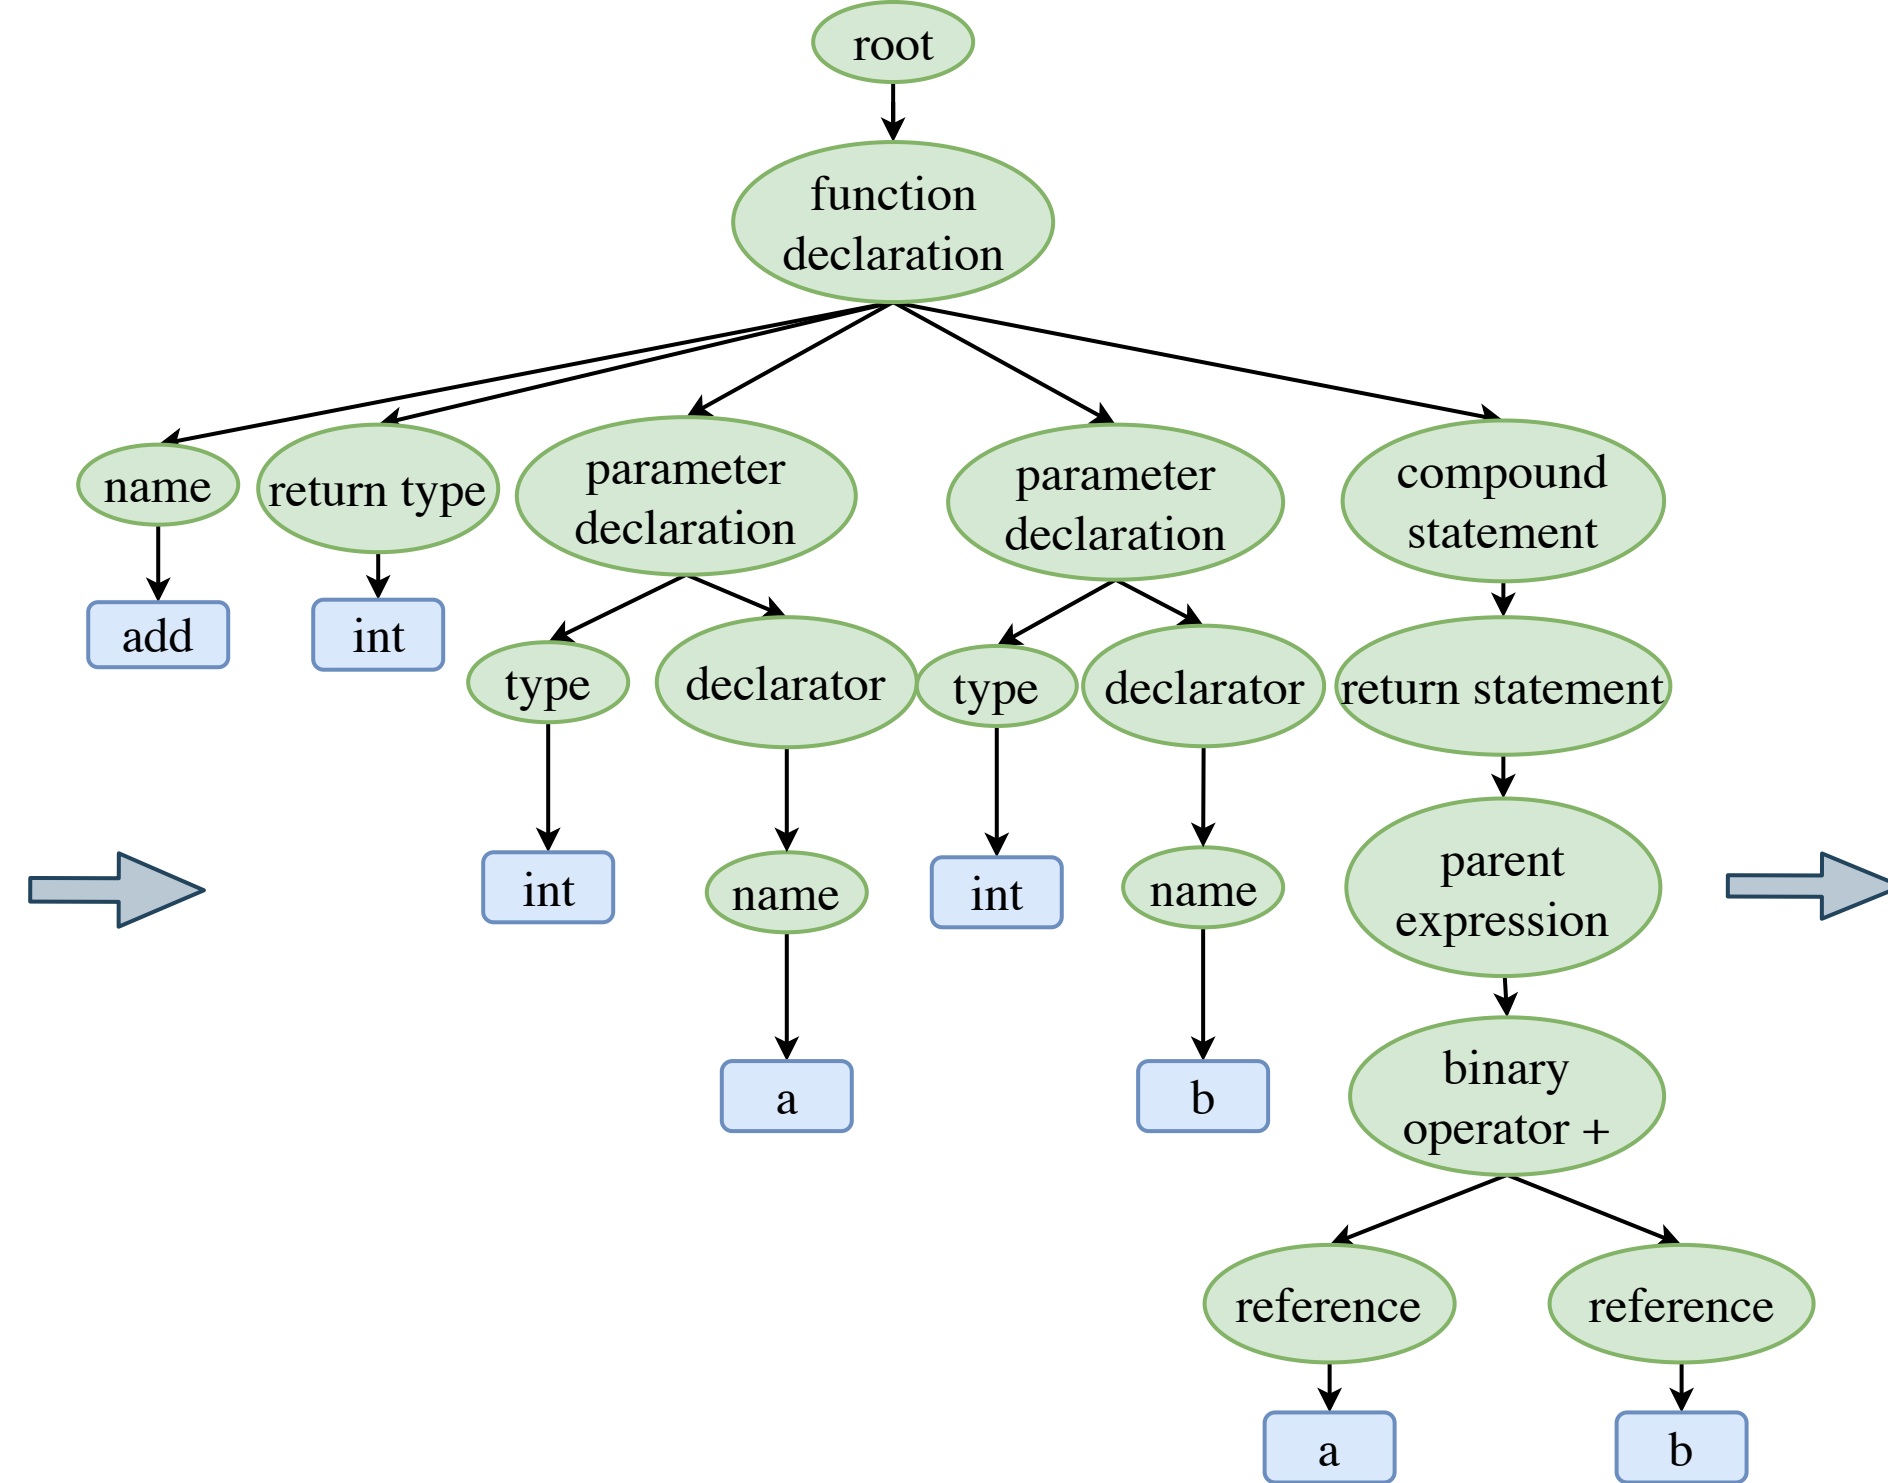 root
function
declaration
name
return type
parameter
declaration
parameter
declaration
compound
statement
add
int
type
declarator
type
declarator
return statement
int
name
int
name
parent
expression
a
b
binary
operator +
reference
reference
a
b